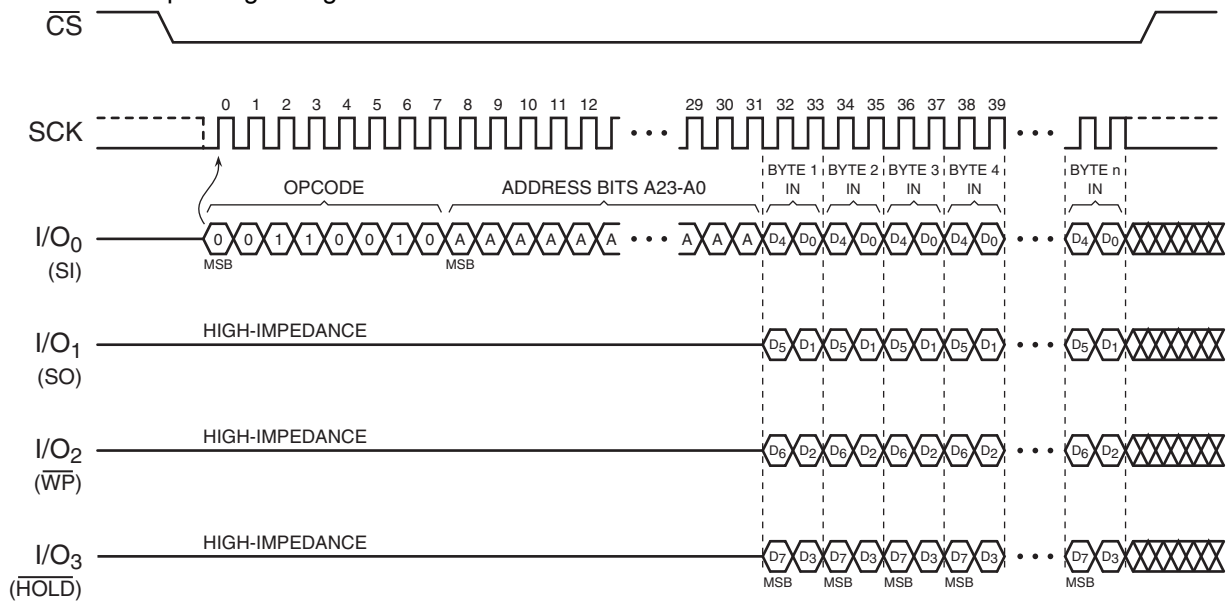 CS
SCK
0 1 2 3 4 5 6 7 8 9 10 11 12 29 30 31 32 33 34 35 36 37 38 39
OPCODE
ADDRESS BITS A23-A0
BYTE 1 IN
BYTE 2 IN
BYTE 3 IN
BYTE 4 IN
BYTE n IN
I/O0
(SI)
0 0 1 1 0 0 1 0 A A A A A A A A A D4 D0 D4 D0 D4 D0 D4 D0 D4 D0
MSB MSB
HIGH-IMPEDANCE
I/O1
(SO)
D5 D1 D5 D1 D5 D1 D5 D1 D5 D1
HIGH-IMPEDANCE
I/O2
(WP)
D6 D2 D6 D2 D6 D2 D6 D2 D6 D2
HIGH-IMPEDANCE
I/O3
(HOLD)
D7 D3 D7 D3 D7 D3 D7 D3 D7 D3
MSB MSB MSB MSB MSB